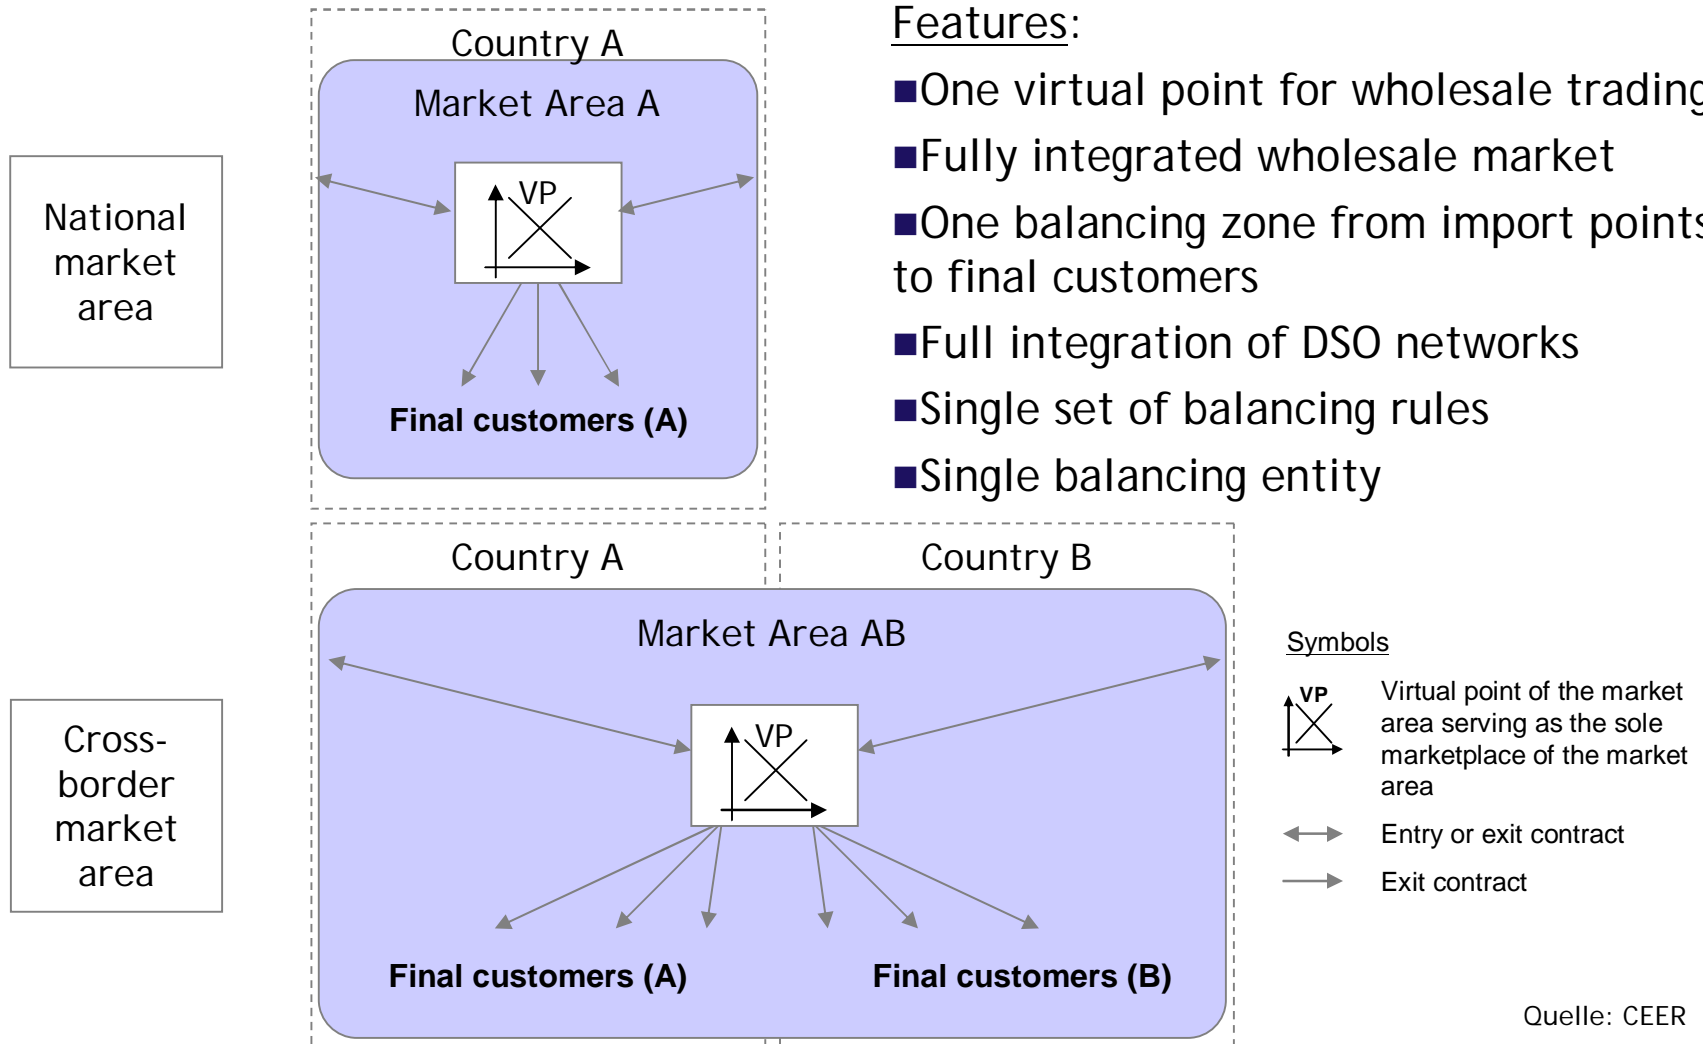 Country A
Market Area A
VP
Final customers (A)
National
market
area
Features:
■One virtual point for wholesale trading
■Fully integrated wholesale market
■One balancing zone from import points
to final customers
■Full integration of DSO networks
■Single set of balancing rules
■Single balancing entity
Country A
Country B
Market Area AB
VP
Final customers (A)
Final customers (B)
Cross-
border
market
area
Symbols
VP
Virtual point of the market
area serving as the sole
marketplace of the market
area
Entry or exit contract
Exit contract
Quelle: CEER